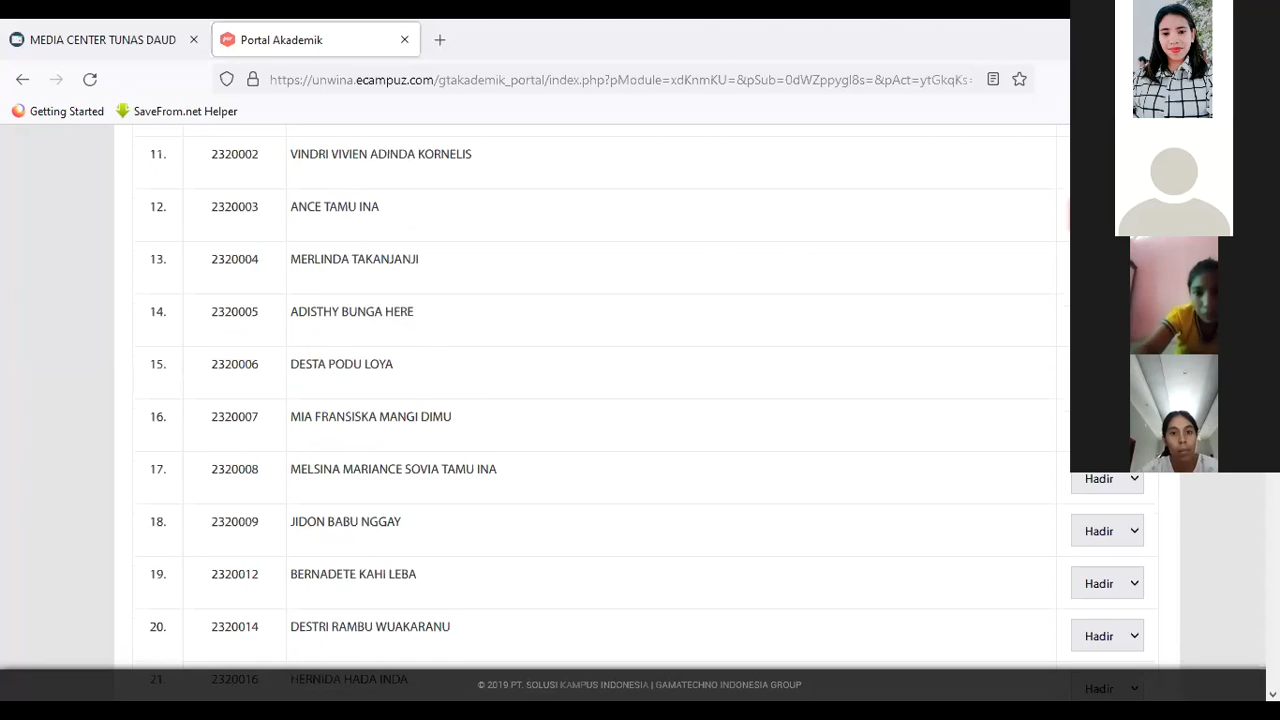 MEDIA CENTER TUNAS DAUD
Portal Akademik
https://unwina.ecampuz.com/gtakademik_portal/index.php?pModule=xdKnmKU=&pSub=0dWZppygl8s=&pAct=ytGkqKs=
Getting Started
SaveFrom.net Helper
11. 2320002 VINDRI VIVIEN ADINDA KORNELIS
12. 2320003 ANCE TAMU INA
13. 2320004 MERLINDA TAKANJANJI
14. 2320005 ADISTHY BUNGA HERE
15. 2320006 DESTA PODU LOYA
16. 2320007 MIA FRANSISKA MANGI DIMU
17. 2320008 MELSINA MARIANCE SOVIA TAMU INA Hadir
18. 2320009 JIDON BABU NGGAY Hadir
19. 2320012 BERNADETE KAHI LEBA Hadir
20. 2320014 DESTRI RAMBU WUAKARANU Hadir
21. 2320016 HERNIDA HADA INDA Hadir
© 2019 PT. SOLUSI KAMPUS INDONESIA | GAMATECHNO INDONESIA GROUP